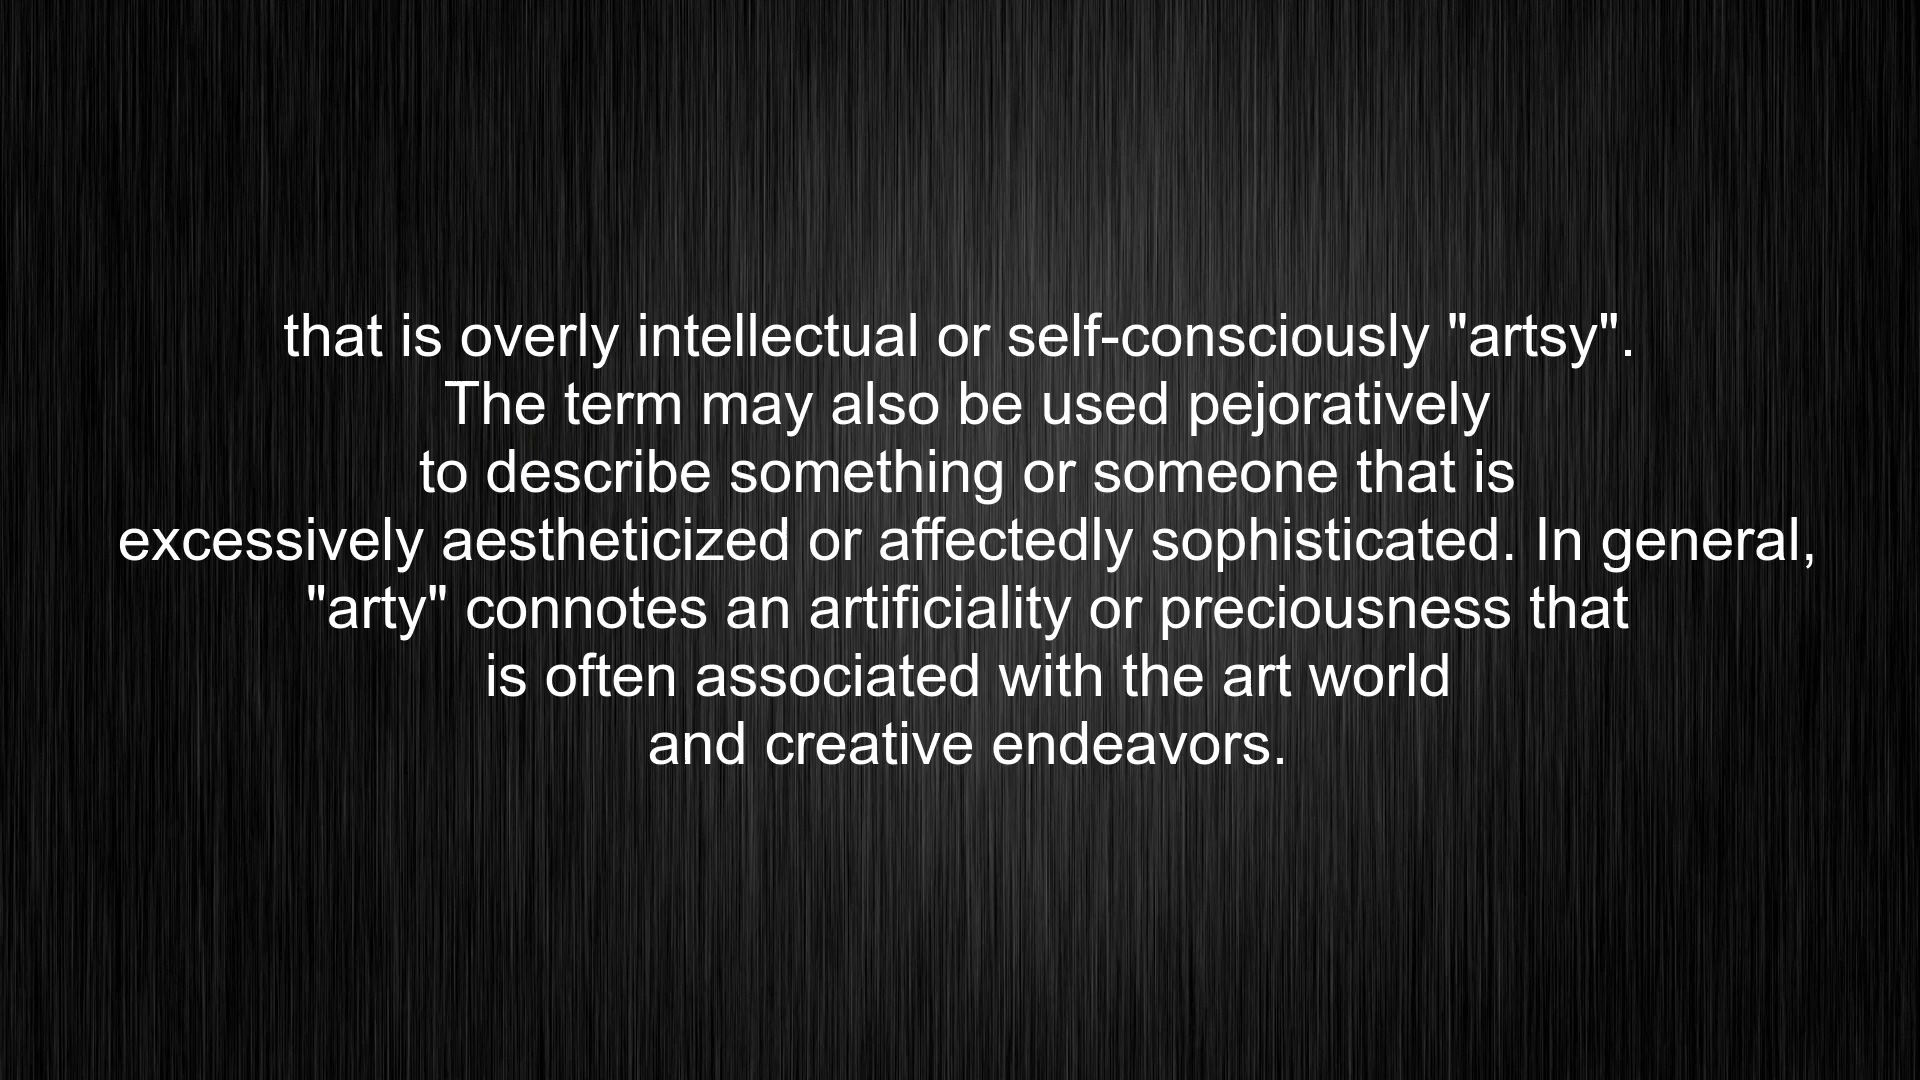 that is overly intellectual or self-consciously "artsy".
The term may also be used pejoratively
to describe something or someone that is
excessively aestheticized or affectedly sophisticated. In general,
"arty" connotes an artificiality or preciousness that
is often associated with the art world
and creative endeavors.